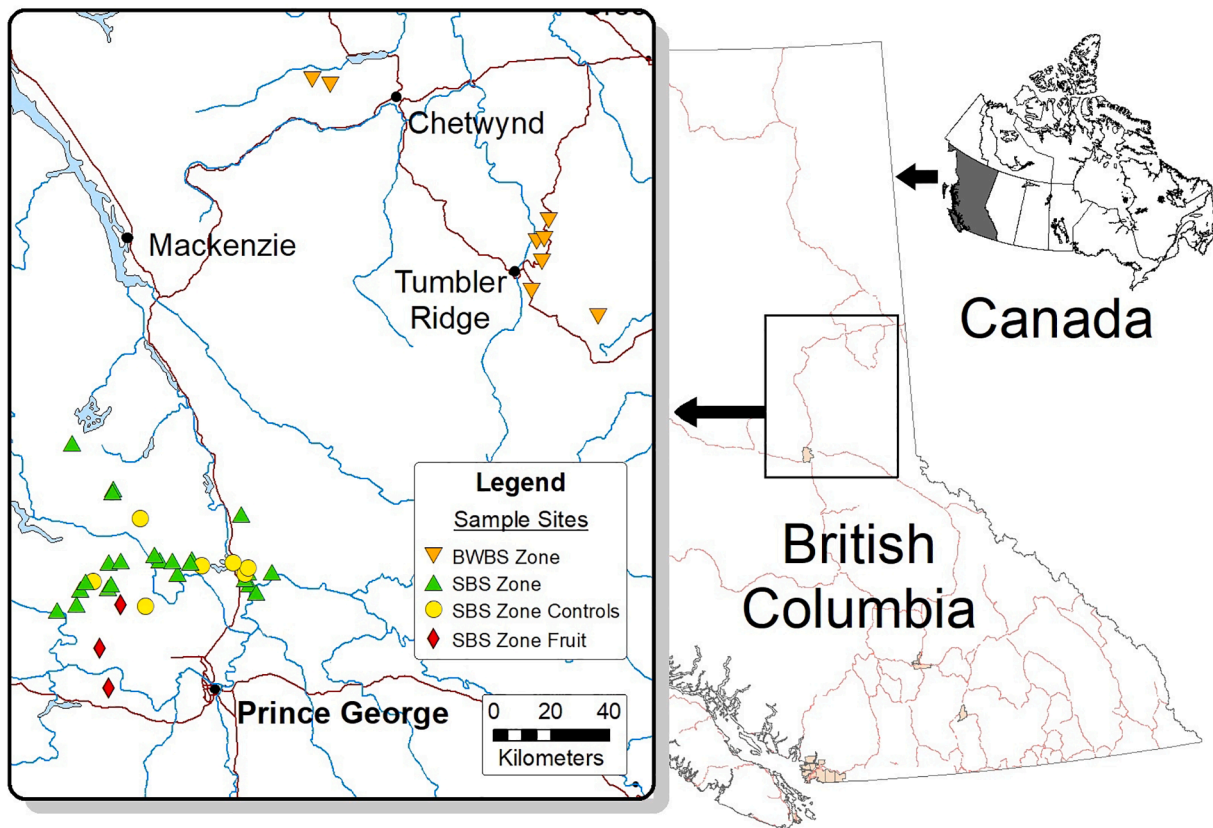 Chetwynd
Mackenzie
Tumbler
Ridge
Legend
Sample Sites
BWBS Zone
SBS Zone
SBS Zone Controls
SBS Zone Fruit
Prince George
0 20 40
Kilometers
Canada
British
Columbia